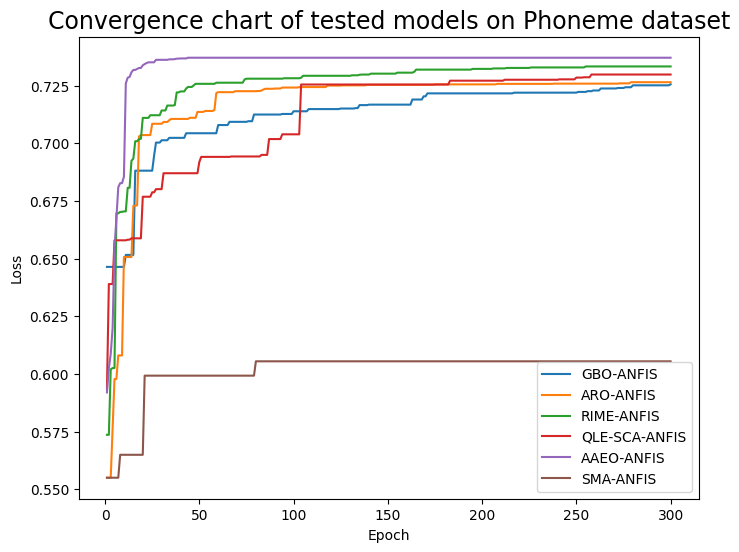 Convergence chart of tested models on Phoneme dataset
Loss
0.725
0.700
0.675
0.650
0.625
0.600
0.575
0.550
0
50
100
150
200
250
300
Epoch
GBO-ANFIS
ARO-ANFIS
RIME-ANFIS
QLE-SCA-ANFIS
AAEO-ANFIS
SMA-ANFIS